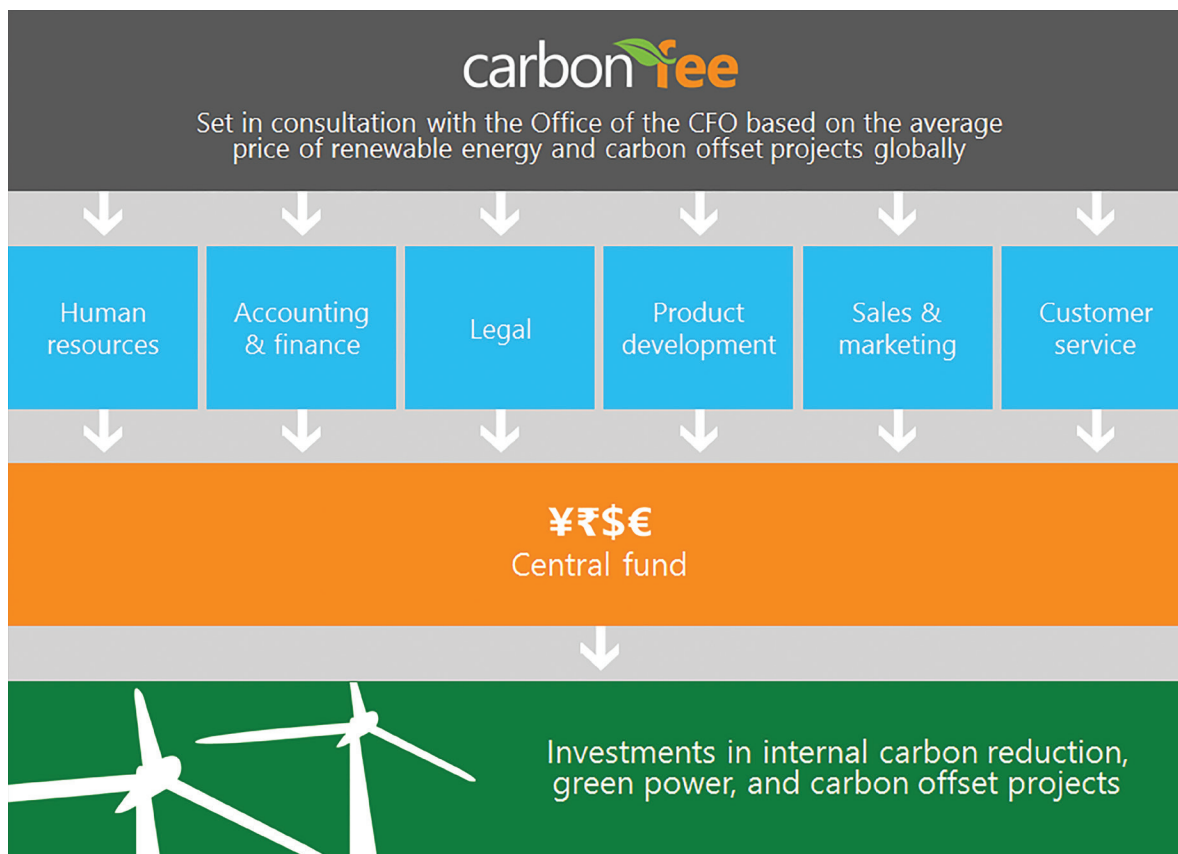 carbon fee
Set in consultation with the Office of the CFO based on the average
price of renewable energy and carbon offset projects globally
Human
resources
Accounting
& finance
Legal
Product
development
Sales &
marketing
Customer
service
¥₹$€
Central fund
Investments in internal carbon reduction,
green power, and carbon offset projects